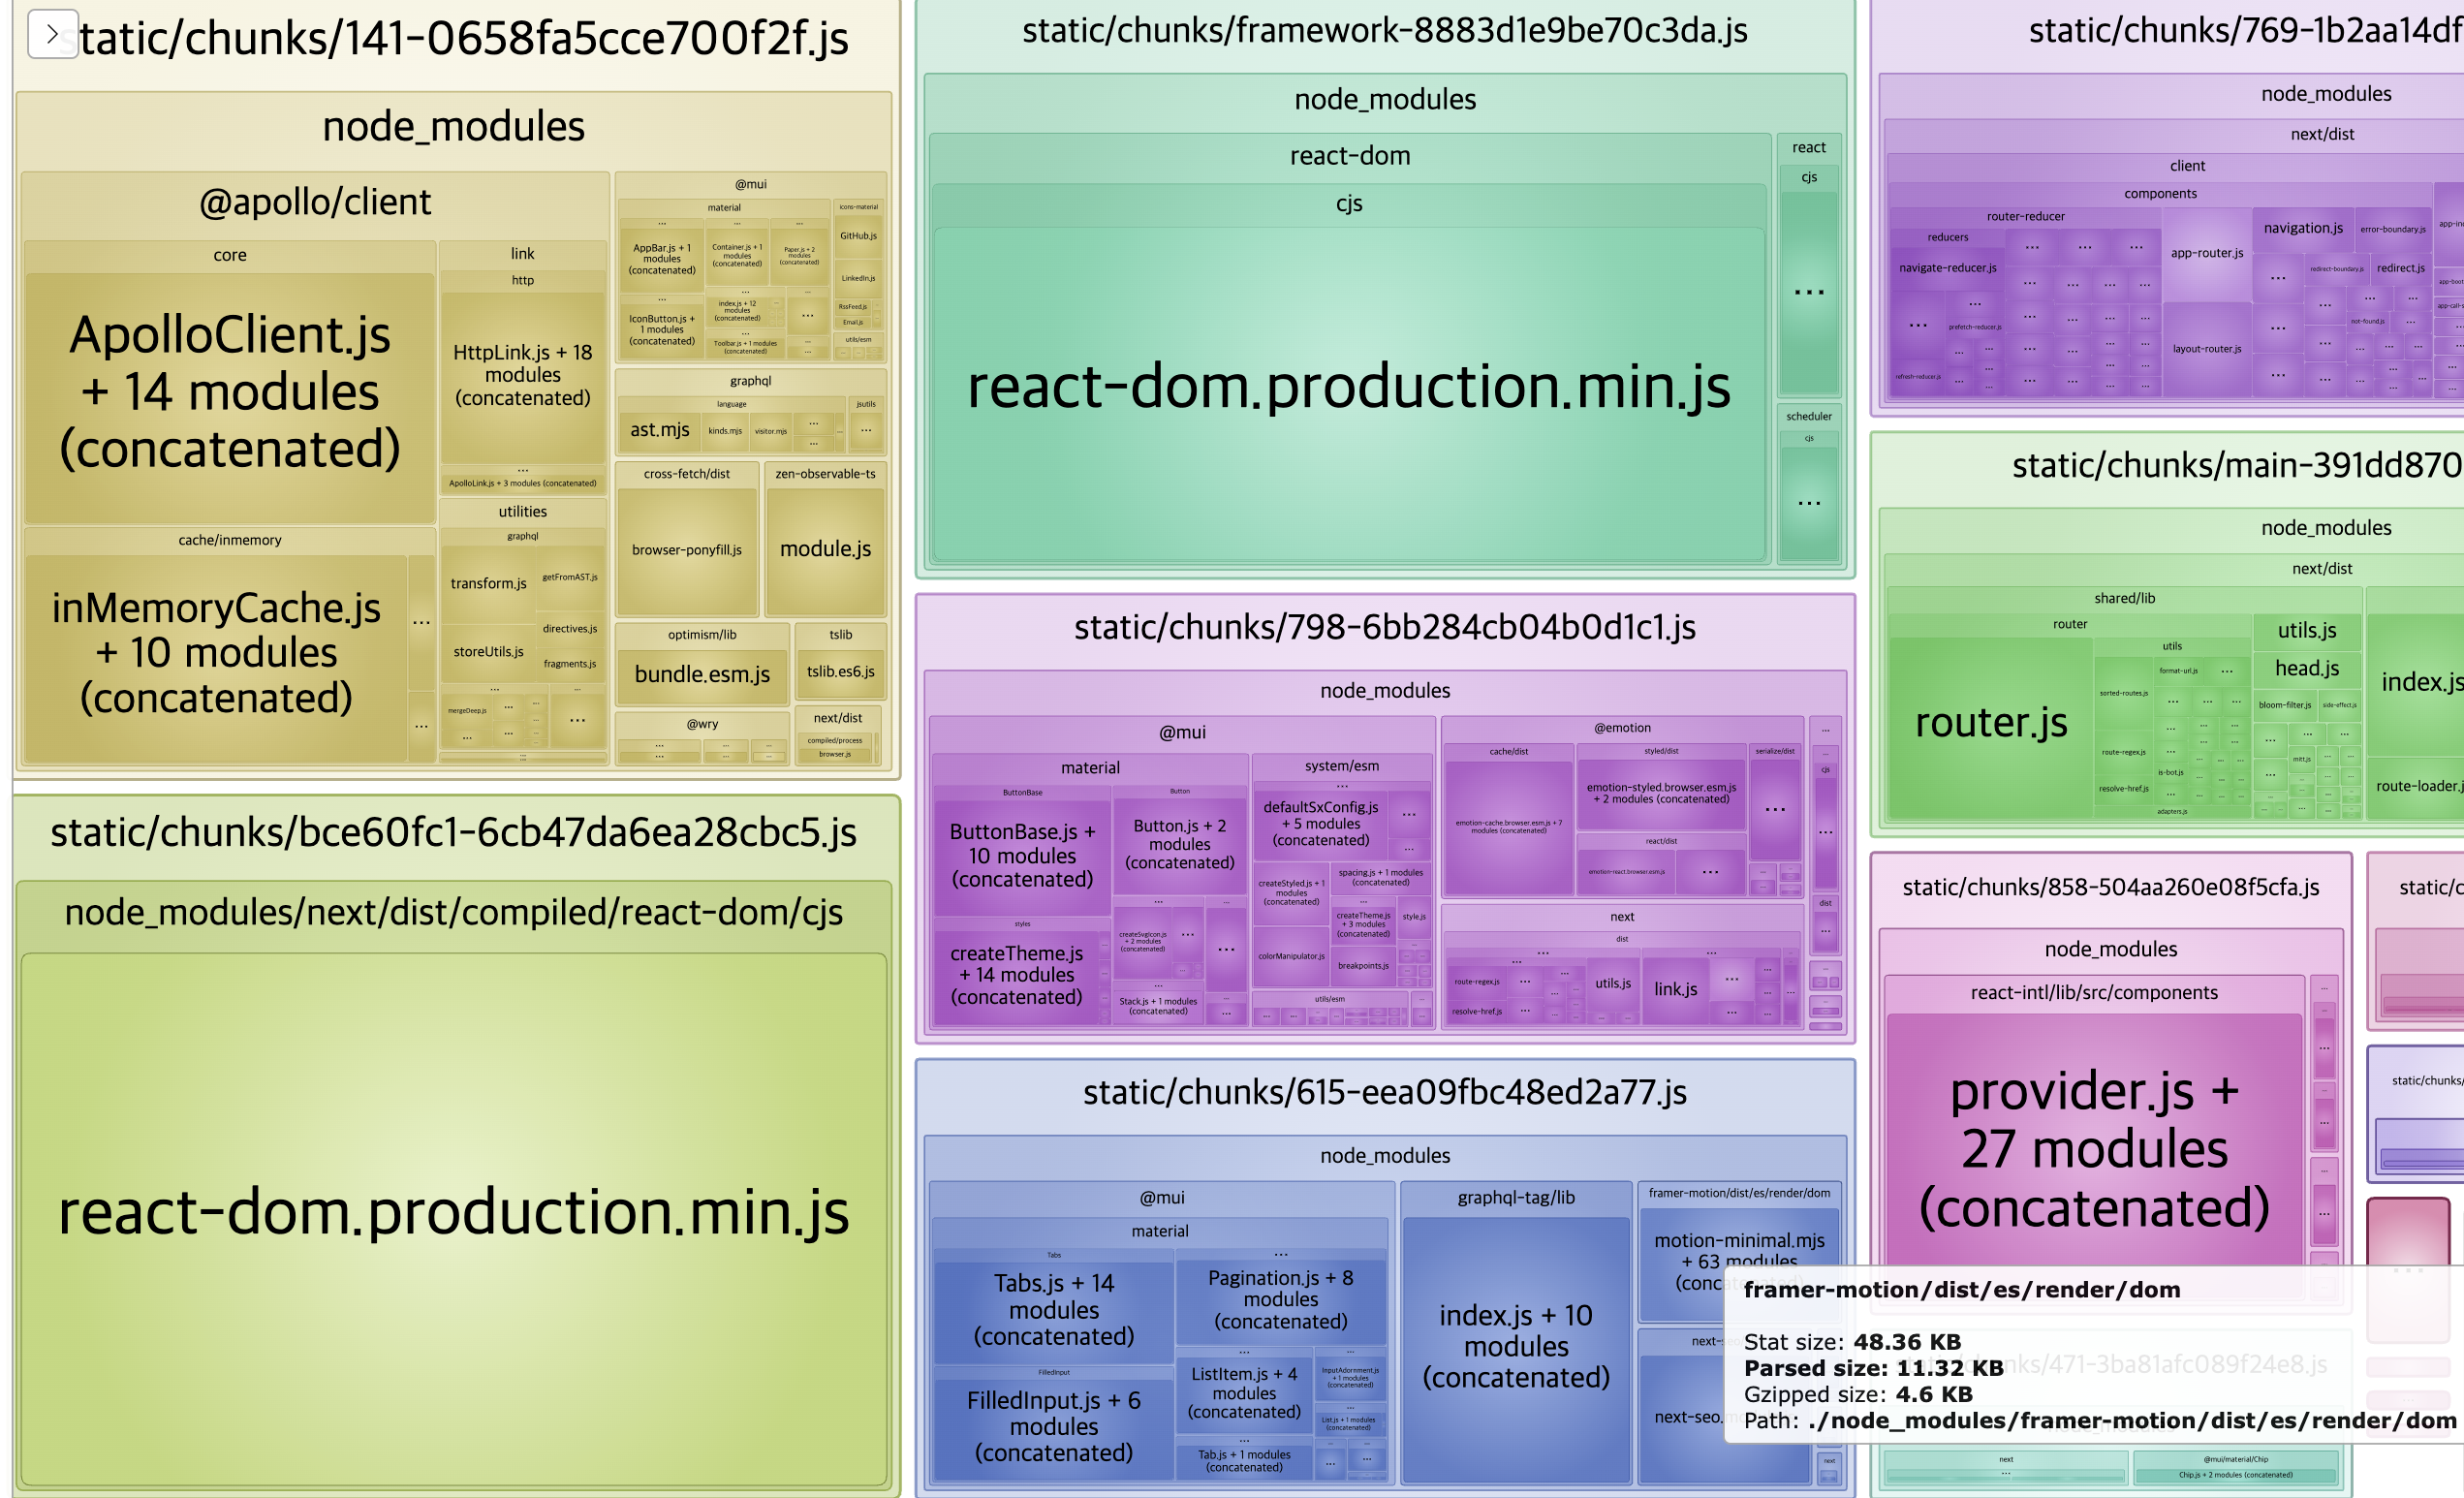 tatic/chunks/141-0658fa5cce700f2f.js
node_modules
@apollo/client
core
ApolloClient.js
+ 14 modules
(concatenated)
cache/inmemory
inMemoryCache.js
+ 10 modules
(concatenated)
...
...
link
http
HttpLink.js + 18
modules
(concatenated)
...
ApolloLink.js + 3 modules (concatenated)
utilities
graphql
transform.js
getFromAST.js
storeUtils.js
directives.js
fragments.js
...
mergeDeep.js
...
@mui
material
AppBar.js + 1
modules
(concatenated)
Container.js + 1
modules
(concatenated)
Paper.js + 2
modules
(concatenated)
IconButton.js +
1 modules
(concatenated)
index.js + 12
modules
(concatenated)
Toolbar.js + 1 modules
(concatenated)
icons-material
GitHub.js
LinkedIn.js
RssFeed.js
Email.js
utils/esm
graphql
language
ast.mjs
kinds.mjs
visitor.mjs
jsutils
...
cross-fetch/dist
browser-ponyfill.js
zen-observable-ts
module.js
optimism/lib
bundle.esm.js
tslib
tslib.es6.js
@wry
next/dist
compiled/process
browser.js
static/chunks/bce60fc1-6cb47da6ea28cbc5.js
node_modules/next/dist/compiled/react-dom/cjs
react-dom.production.min.js
static/chunks/framework-8883d1e9be70c3da.js
node_modules
react-dom
cjs
react-dom.production.min.js
react
cjs
...
scheduler
cjs
...
static/chunks/798-6bb284cb04b0d1c1.js
node_modules
@mui
material
ButtonBase
ButtonBase.js +
10 modules
(concatenated)
styles
createTheme.js
+ 14 modules
(concatenated)
Button
Button.js + 2
modules
(concatenated)
createSvgIcon.js
+ 2 modules
(concatenated)
Stack.js + 1 modules
(concatenated)
system/esm
defaultSxConfig.js
+ 5 modules
(concatenated)
createStyled.js + 1
modules
(concatenated)
spacing.js + 1 modules
(concatenated)
createTheme.js
+ 3 modules
(concatenated)
style.js
colorManipulator.js
breakpoints.js
utils/esm
@emotion
cache/dist
emotion-cache.browser.esm.js + 7
modules (concatenated)
styled/dist
emotion-styled.browser.esm.js
+ 2 modules (concatenated)
react/dist
emotion-react.browser.esm.js
serialize/dist
...
next
dist
route-regex.js
resolve-href.js
utils.js
link.js
cjs
...
dist
...
static/chunks/615-eea09fbc48ed2a77.js
node_modules
@mui
material
Tabs
Tabs.js + 14
modules
(concatenated)
FilledInput
FilledInput.js + 6
modules
(concatenated)
...
Pagination.js + 8
modules
(concatenated)
ListItem.js + 4
modules
(concatenated)
InputAdornment.js
+ 1 modules
(concatenated)
List.js + 1 modules
(concatenated)
Tab.js + 1 modules
(concatenated)
graphql-tag/lib
index.js + 10
modules
(concatenated)
framer-motion/dist/es/render/dom
motion-minimal.mjs
+ 63 modules
next
static/chunks/769-1b2aa14df
node_modules
next/dist
client
components
router-reducer
reducers
navigate-reducer.js
prefetch-reducer.js
refresh-reducer.js
app-router.js
layout-router.js
navigation.js
error-boundary.js
redirect-boundary.js
redirect.js
not-found.js
static/chunks/main-391dd870
node_modules
next/dist
shared/lib
router
router.js
utils
sorted-routes.js
format-url.js
route-regex.js
is-bot.js
resolve-href.js
adapters.js
utils.js
head.js
bloom-filter.js
side-effect.js
mitt.js
index.js
route-loader.j
static/chunks/858-504aa260e08f5cfa.js
node_modules
react-intl/lib/src/components
provider.js +
27 modules
(concatenated)
static/c
static/chunks/
framer-motion/dist/es/render/dom
Stat size: 48.36 KB
Parsed size: 11.32 KB
Gzipped size: 4.6 KB
Path: ./node_modules/framer-motion/dist/es/render/dom
static/chunks/471-3ba81afc089f24e8.js
node_modules
next
...
@mui/material/Chip
Chip.js + 2 modules (concatenated)